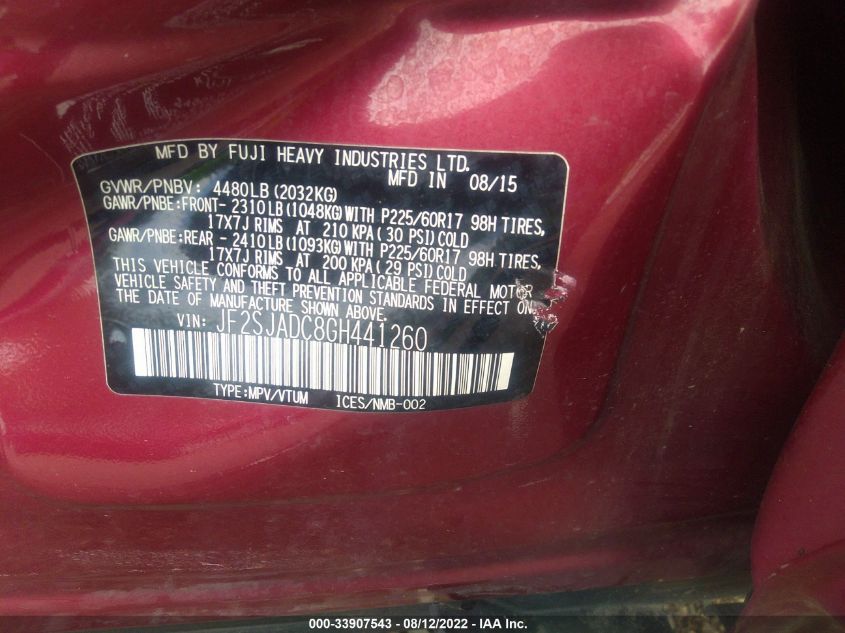 MFD BY FUJI HEAVY INDUSTRIES LTD.
MFD IN 08/15
GVWR/PNBV: 4480LB (2032KG)
GAWR/PNBE:FRONT- 2310LB (1048KG) WITH P225/60R17 98H TIRES,
17X7J RIMS AT 210 KPA ( 30 PSI) COLD
GAWR/PNBE:REAR - 2410LB (1093KG) WITH P225/60R17 98H TIRES,
17X7J RIMS AT 200 KPA ( 29 PSI) COLD
THIS VEHICLE CONFORMS TO ALL APPLICABLE FEDERAL MOTOR
VEHICLE SAFETY AND THEFT PREVENTION STANDARDS IN EFFECT ON
THE DATE OF MANUFACTURE SHOWN ABOVE.
VIN: JF2SJADC8GH441260
TYPE:MPV/VTUM ICES/NMB-002
000-33907543 - 08/12/2022 - IAA Inc.